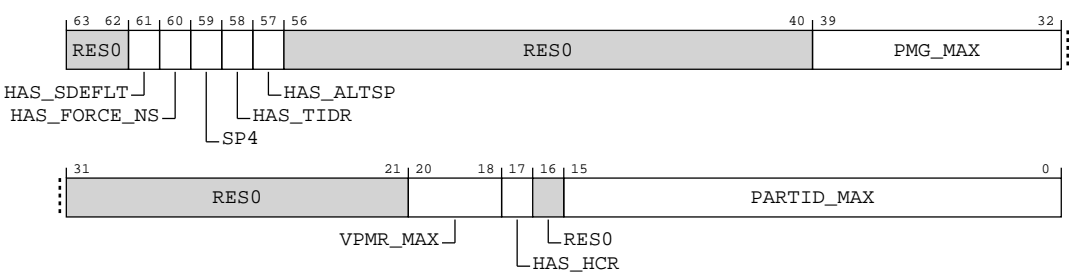 63 62 61 60 59 58 57 56 40 39 32
RES0 RES0 PMG_MAX
HAS_SDEFLT HAS_ALTSP
HAS_FORCE_NS HAS_TIDR
SP4
31 21 20 18 17 16 15 0
RES0 PARTID_MAX
VPMR_MAX RES0
HAS_HCR